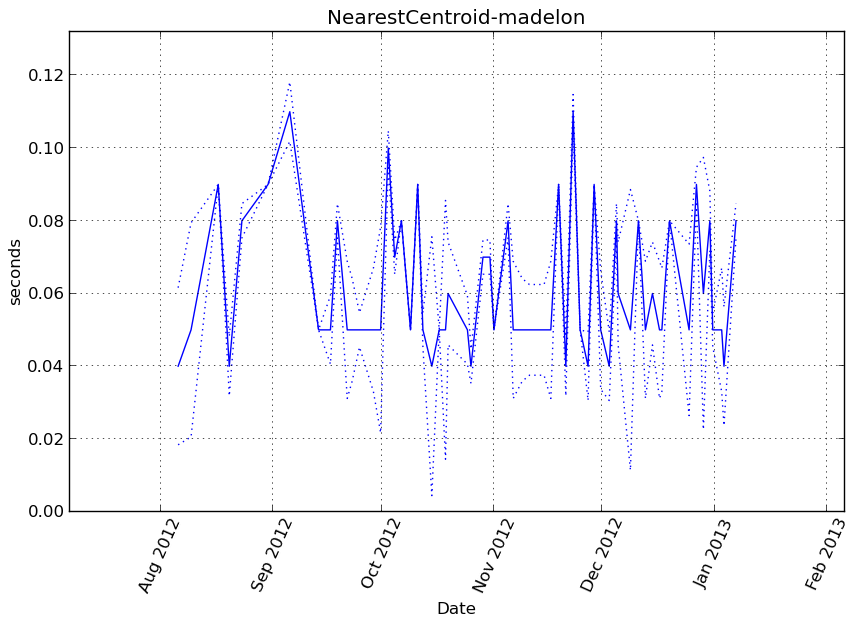 NearestCentroid-madelon
seconds
0.12
0.10
0.08
0.06
0.04
0.02
0.00
Aug 2012
Sep 2012
Oct 2012
Nov 2012
Dec 2012
Jan 2013
Feb 2013
Date